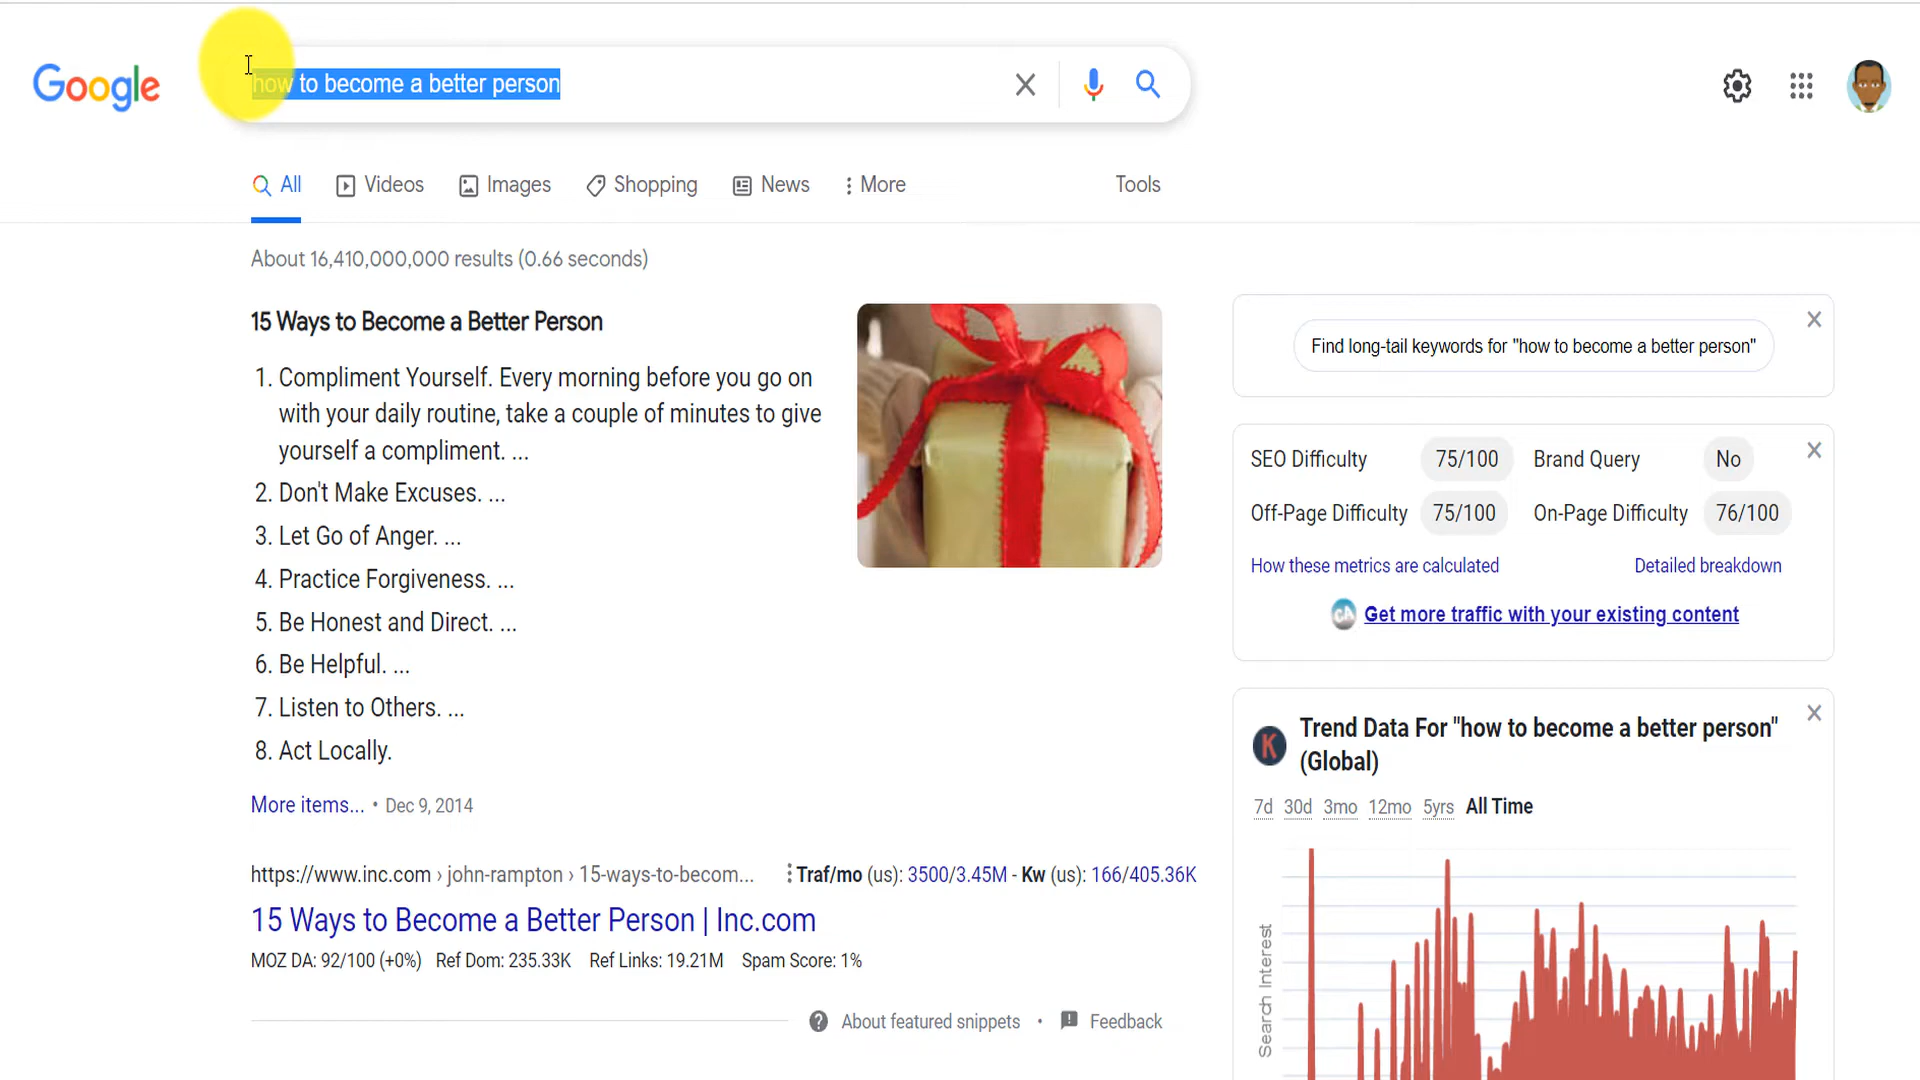 Google
how to become a better person
All
Videos
Images
Shopping
News
More
Tools
About 16,410,000,000 results (0.66 seconds)
15 Ways to Become a Better Person
1. Compliment Yourself. Every morning before you go on
with your daily routine, take a couple of minutes to give
yourself a compliment. ...
2. Don't Make Excuses. ...
3. Let Go of Anger. ...
4. Practice Forgiveness. ...
5. Be Honest and Direct. ...
6. Be Helpful. ...
7. Listen to Others. ...
8. Act Locally.
More items... • Dec 9, 2014
https://www.inc.com › john-rampton › 15-ways-to-becom...
Traf/mo (us): 3500/3.45M - Kw (us): 166/405.36K
15 Ways to Become a Better Person | Inc.com
MOZ DA: 92/100 (+0%) Ref Dom: 235.33K Ref Links: 19.21M Spam Score: 1%
About featured snippets • Feedback
Find long-tail keywords for "how to become a better person"
SEO Difficulty 75/100 Brand Query No
Off-Page Difficulty 75/100 On-Page Difficulty 76/100
How these metrics are calculated Detailed breakdown
Get more traffic with your existing content
K
Trend Data For "how to become a better person"
(Global)
7d 30d 3mo 12mo 5yrs All Time
Search Interest